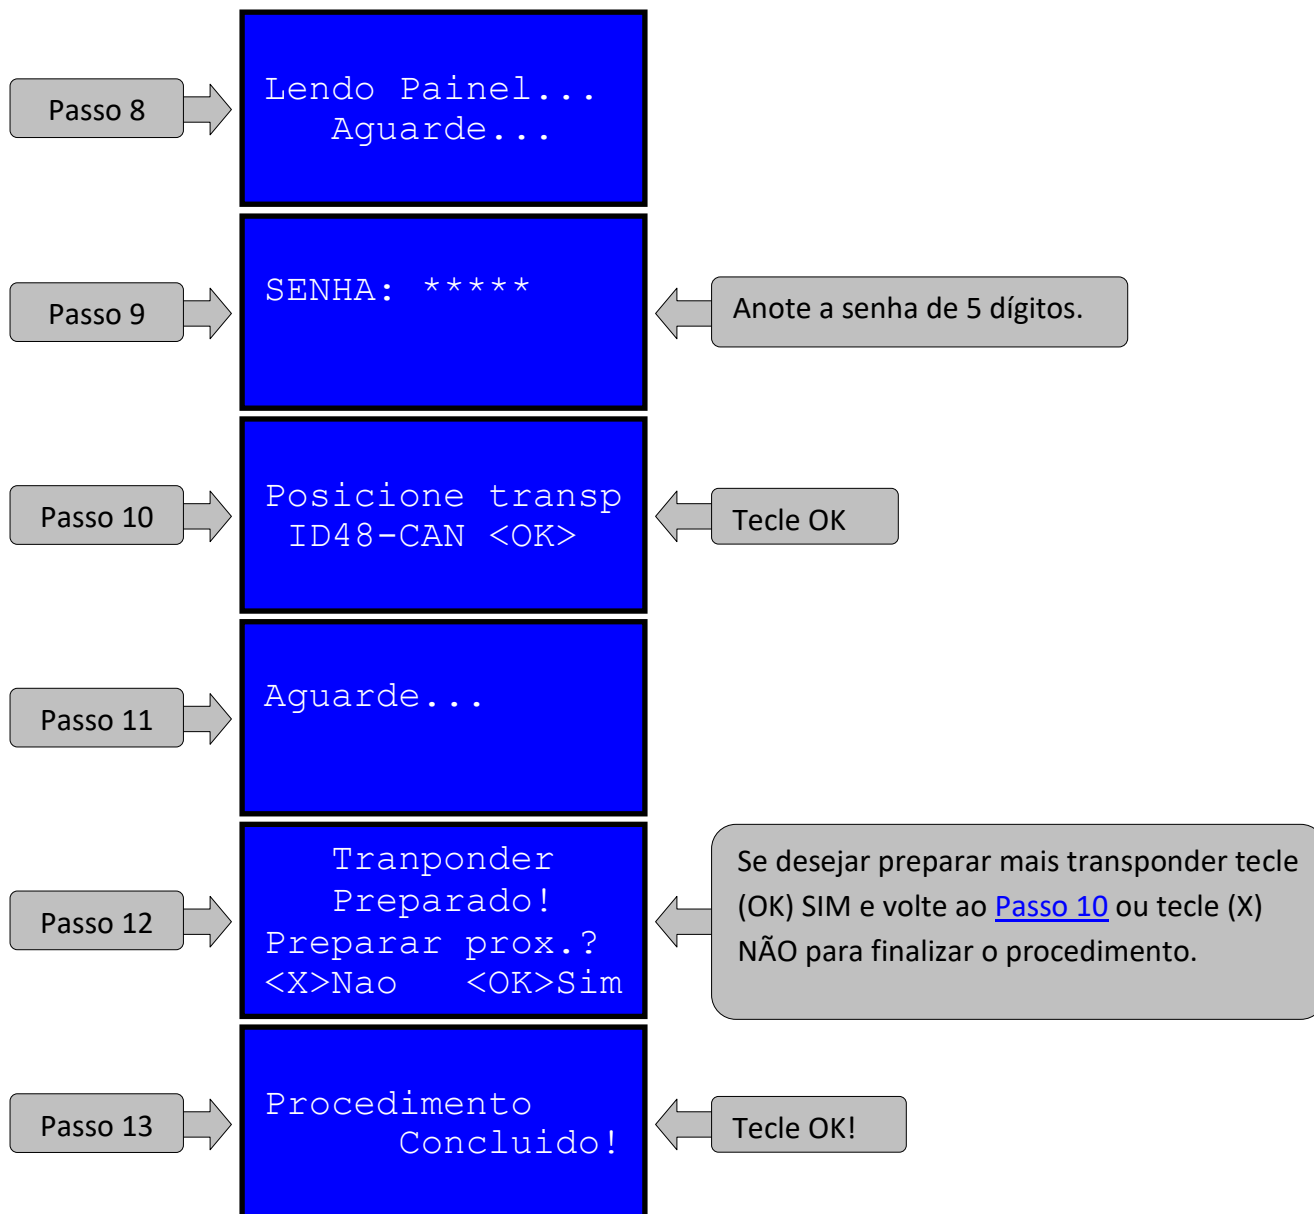 Passo 8
Lendo Painel...
Aguarde...
Passo 9
SENHA: *****
Anote a senha de 5 dígitos.
Passo 10
Posicione transp
ID48-CAN <OK>
Tecle OK
Passo 11
Aguarde...
Passo 12
Tranponder
Preparado!
Preparar prox.?
<X>Nao <OK>Sim
Se desejar preparar mais transponder tecle
(OK) SIM e volte ao Passo 10 ou tecle (X)
NÃO para finalizar o procedimento.
Passo 13
Procedimento
Concluido!
Tecle OK!